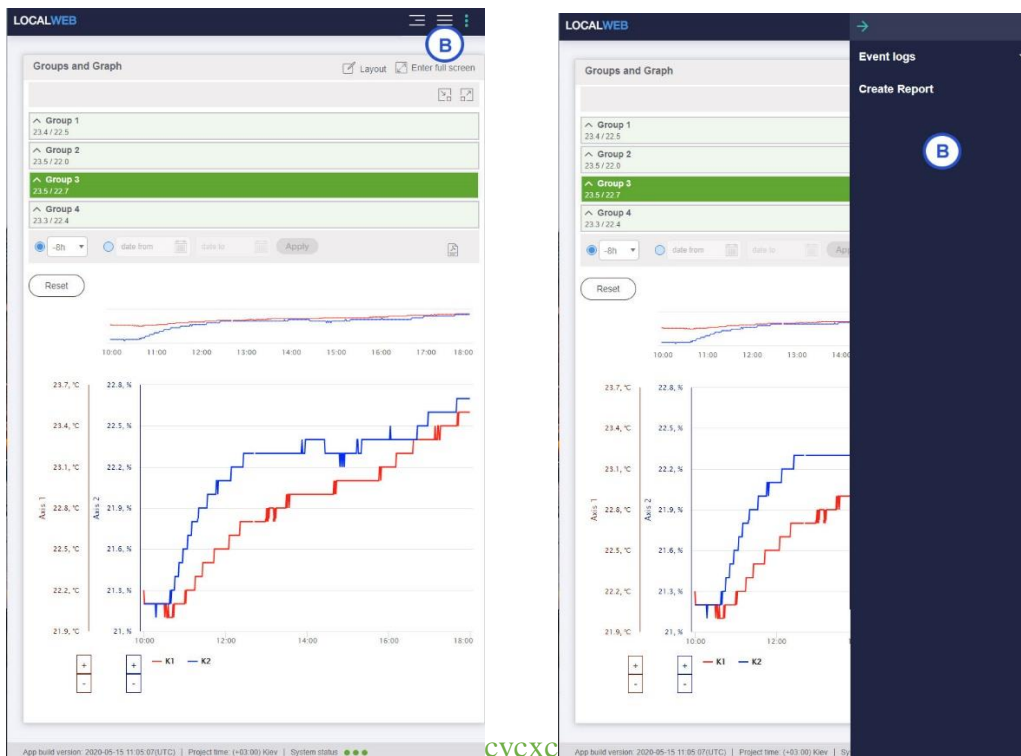 LOCALWEB
B
Groups and Graph
Layout Enter full screen
Group 1
23.4 / 22.5
Group 2
23.5 / 22.0
Group 3
23.5 / 22.7
Group 4
23.3 / 22.4
-8h date from date to Apply
Reset
10:00 11:00 12:00 13:00 14:00 15:00 16:00 17:00 18:00
23.7, °C 22.8, %
23.4, °C 22.5, %
23.1, °C 22.2, %
Axis 1 22.8, °C Axis 2 21.9, %
22.5, °C 21.6, %
22.2, °C 21.3, %
21.9, °C 21, %
10:00 12:00 14:00 16:00 18:00
+ + K1 K2
- -
App build version: 2020-05-15 11:05:07(UTC) | Project time: (+03:00) Kiev | System status
cvcxc
LOCALWEB
Groups and Graph
Group 1
23.4 / 22.5
Group 2
23.5 / 22.0
Group 3
23.5 / 22.7
Group 4
23.3 / 22.4
-8h date from date to App
Reset
10:00 11:00 12:00 13:00 14:00
23.7, °C 22.8, %
23.4, °C 22.5, %
23.1, °C 22.2, %
Axis 1 22.8, °C Axis 2 21.9, %
22.5, °C 21.6, %
22.2, °C 21.3, %
21.9, °C 21, %
10:00 12:00
+ + K1 K2
- -
App build version: 2020-05-15 11:05:07(UTC) | Project time: (+03:00) Kiev | Sy
Event logs
Create Report
B